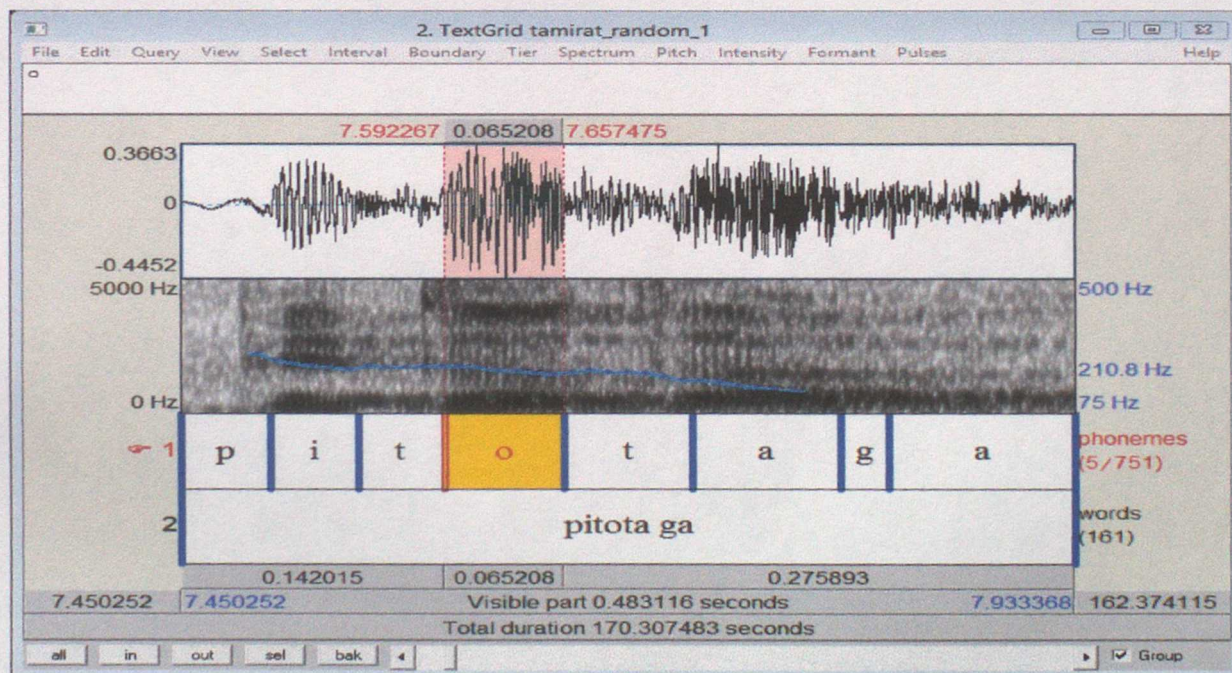 2. TextGrid tamirat_random_1
File Edit Query View Select Interval Boundary Tier Spectrum Pitch Intensity Formant Pulses Help
o
7.592267 0.065208 7.657475
0.3663
0
-0.4452
5000 Hz 500 Hz
210.8 Hz
0 Hz 75 Hz
1 p i t o t a g a phonemes
(5/751)
2 pitota ga words
(161)
0.142015 0.065208 0.275893
7.450252 7.450252 Visible part 0.483116 seconds 7.933368 162.374115
Total duration 170.307483 seconds
all in out sel bak Group